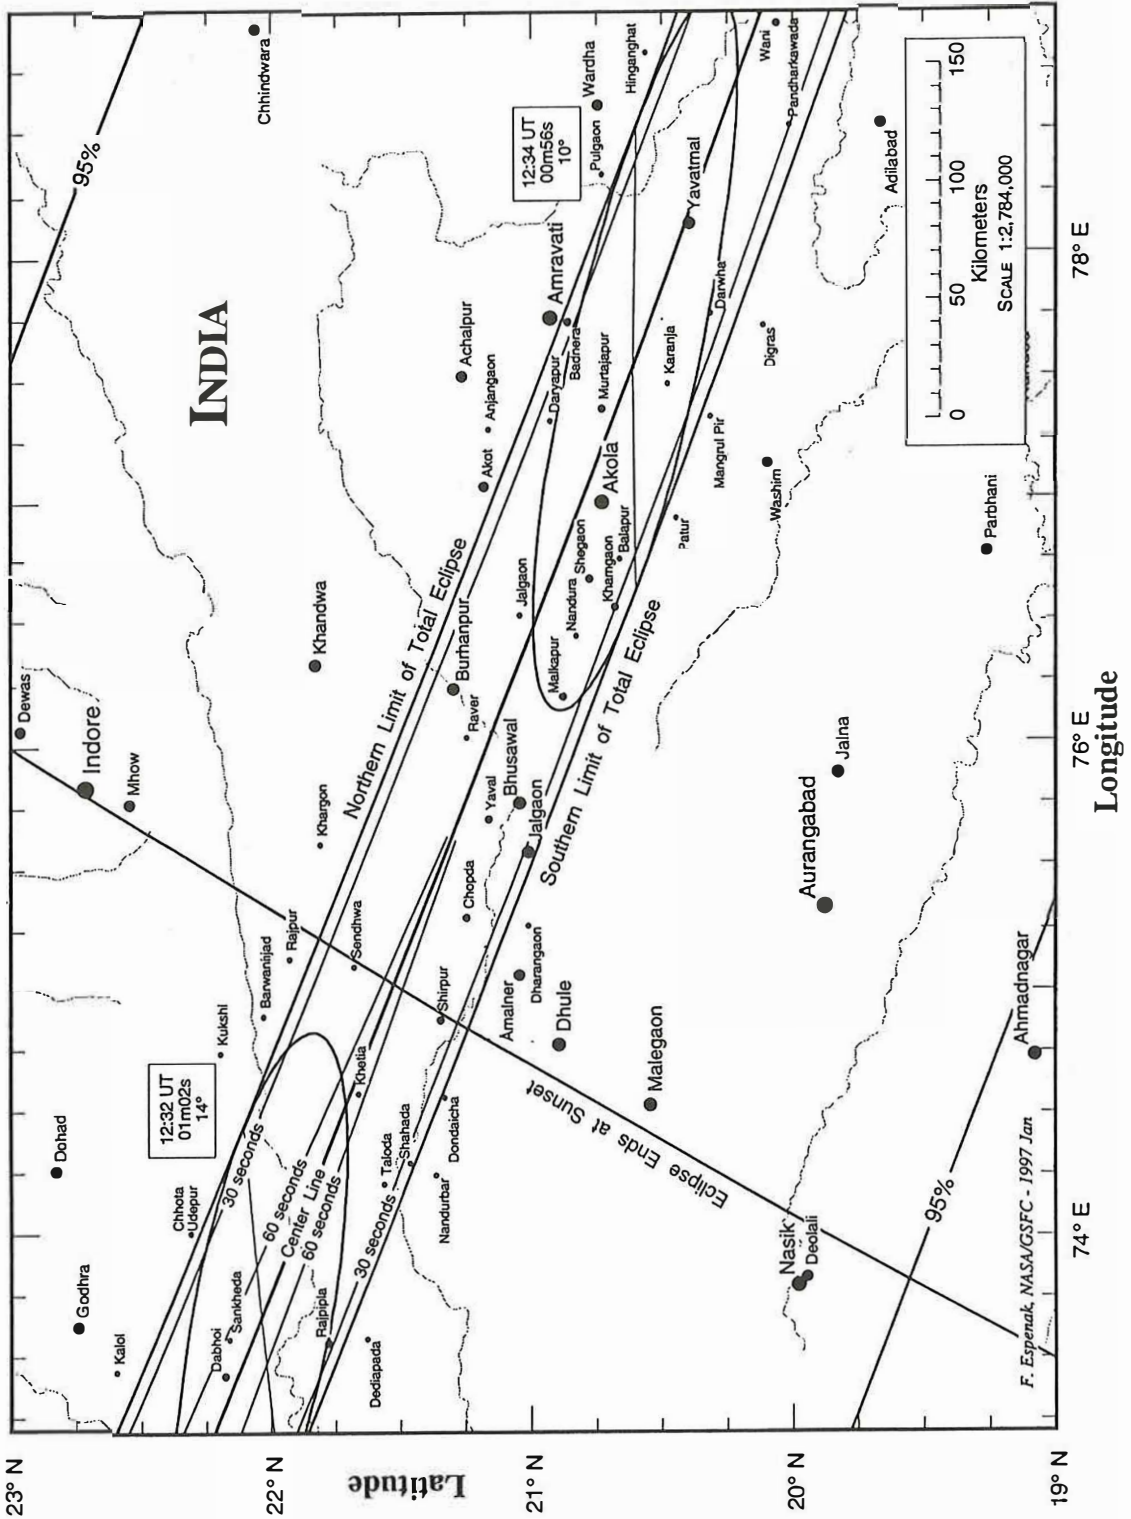 INDIA
95%
Chhindwara
Dewas
Indore
Mhow
Khandwa
Khargon
Dohad
Godhra
Kalol
12:32 UT
01m02s
14°
Chhota
Udepur
Kukshi
Barwanijad
Rajpur
Sendhwa
Northern Limit of Total Eclipse
Burhanpur
Raver
Akot
Anjangaon
Achalpur
Amravati
Badnera
Daryapur
12:34 UT
00m56s
10°
Pulgaon
Wardha
Hinganghat
Wani
Pandharkawada
Yavatmal
Darwha
Digras
Karanja
Murtajapur
Mangrul Pir
Washim
Akola
Balapur
Patur
Shegaon
Khamgaon
Nandura
Jalgaon
Malkapur
Bhusawal
Yaval
Jalgaon
Southern Limit of Total Eclipse
Chopda
Dharangaon
Amalner
Shirpur
Dhule
Khetia
30 seconds
60 seconds
Center Line
60 seconds
30 seconds
Dabhoi
Sankheda
Rajpipla
Dediapada
Taloda
Shahada
Nandurbar
Dondaicha
Malegaon
Eclipse Ends at Sunset
Nasik
Deolali
Aurangabad
Jalna
Parbhani
Adilabad
Ahmadnagar
95%
0 50 100 150
Kilometers
SCALE 1:2,784,000
F. Espenak, NASA/GSFC - 1997 Jan
23° N
22° N
21° N
20° N
19° N
Latitude
74° E
76° E
78° E
Longitude